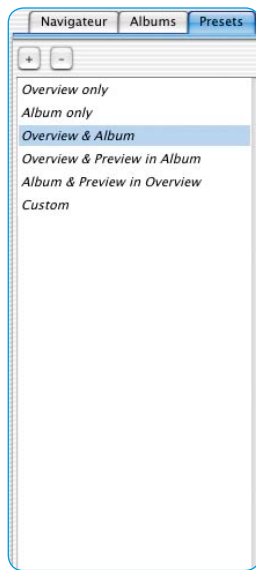 Navigateur Albums Presets
+ -
Overview only
Album only
Overview & Album
Overview & Preview in Album
Album & Preview in Overview
Custom